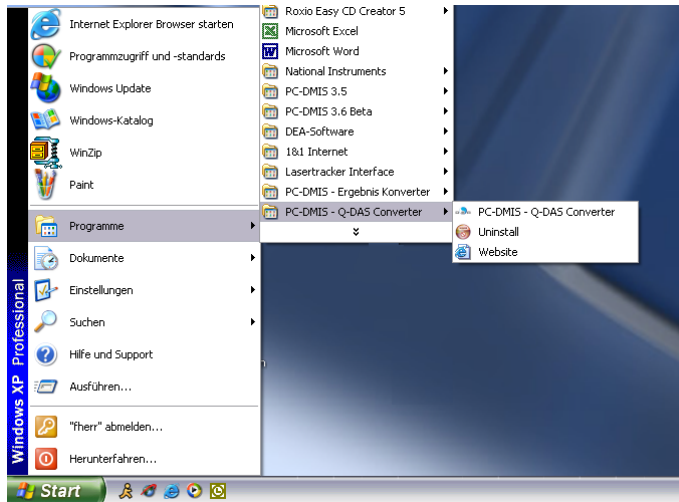 Internet Explorer Browser starten
Programmzugriff und -standards
Windows Update
Windows-Katalog
WinZip
Paint
Programme
Dokumente
Einstellungen
Suchen
Hilfe und Support
Ausführen...
"fherr" abmelden...
Herunterfahren...
Windows XP Professional
Roxio Easy CD Creator 5
Microsoft Excel
Microsoft Word
National Instruments
PC-DMIS 3.5
PC-DMIS 3.6 Beta
DEA-Software
1&1 Internet
Lasertracker Interface
PC-DMIS - Ergebnis Konverter
PC-DMIS - Q-DAS Converter
PC-DMIS - Q-DAS Converter
Uninstall
Website
Start